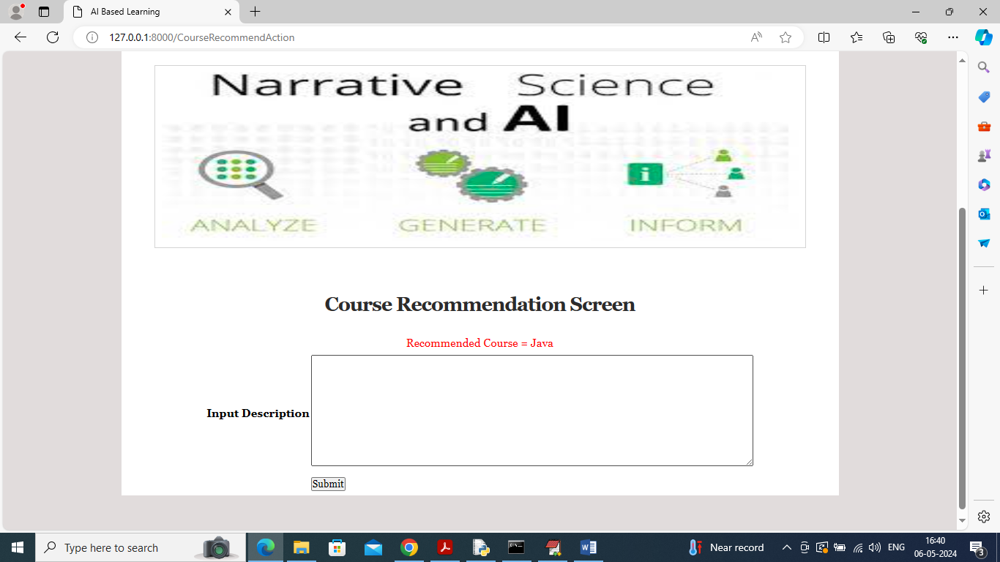 AI Based Learning
127.0.0.1:8000/CourseRecommendAction
Narrative Science
and AI
ANALYZE GENERATE INFORM
Course Recommendation Screen
Recommended Course = Java
Input Description
Submit
Type here to search
Near record
ENG
16:40
06-05-2024
3